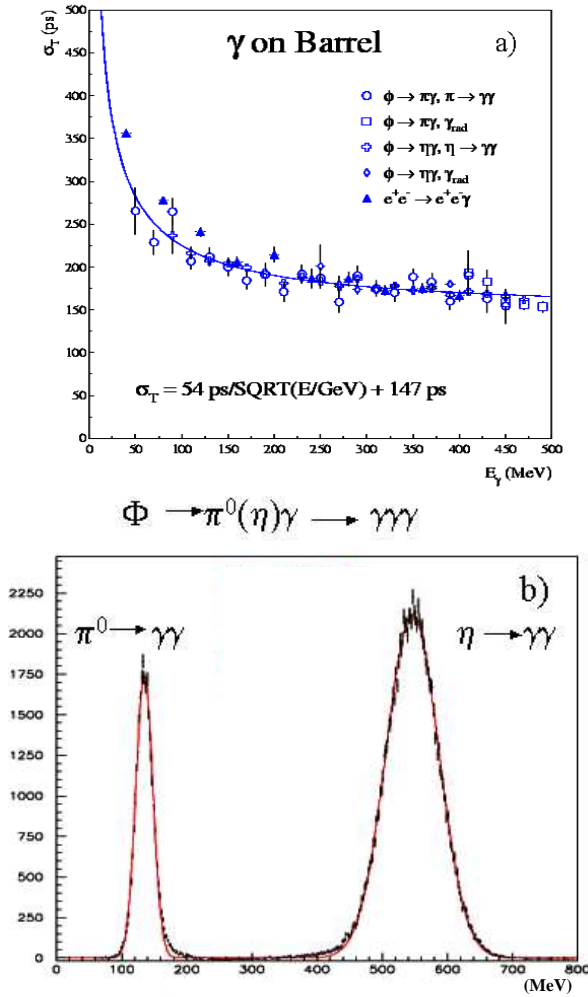 γ on Barrel
a)
σT (ps)
500
450
400
350
300
250
200
150
100
50
0
ϕ → πγ, π → γγ
ϕ → πγ, γrad
ϕ → ηγ, η → γγ
ϕ → ηγ, γrad
e+e- → e+e-γ
σT = 54 ps/SQRT(E/GeV) + 147 ps
0 50 100 150 200 250 300 350 400 450 500
Eγ (MeV)
Φ → π0(η)γ → γγγ
b)
π0 → γγ
η → γγ
2250
2000
1750
1500
1250
1000
750
500
250
0
0 100 200 300 400 500 600 700 800
(MeV)